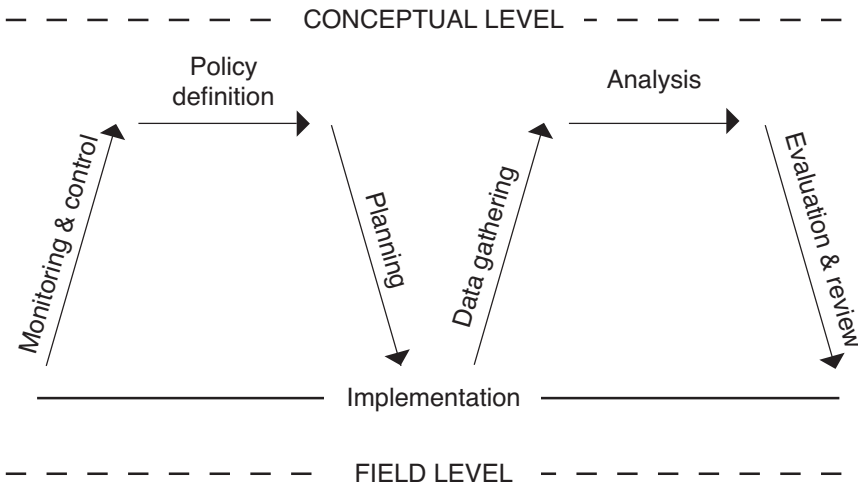 CONCEPTUAL LEVEL
Policy
definition
Analysis
Monitoring & control
Planning
Data gathering
Evaluation & review
Implementation
FIELD LEVEL